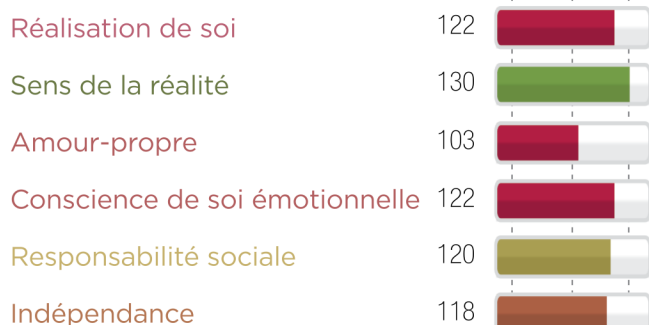 Réalisation de soi 122
Sens de la réalité 130
Amour-propre 103
Conscience de soi émotionnelle 122
Responsabilité sociale 120
Indépendance 118